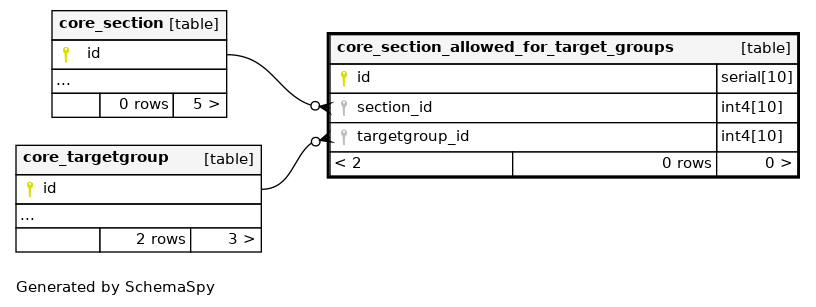 core_section [table]
id
...
0 rows 5 >
core_targetgroup [table]
id
...
2 rows 3 >
core_section_allowed_for_target_groups [table]
id serial[10]
section_id int4[10]
targetgroup_id int4[10]
< 2 0 rows 0 >
Generated by SchemaSpy